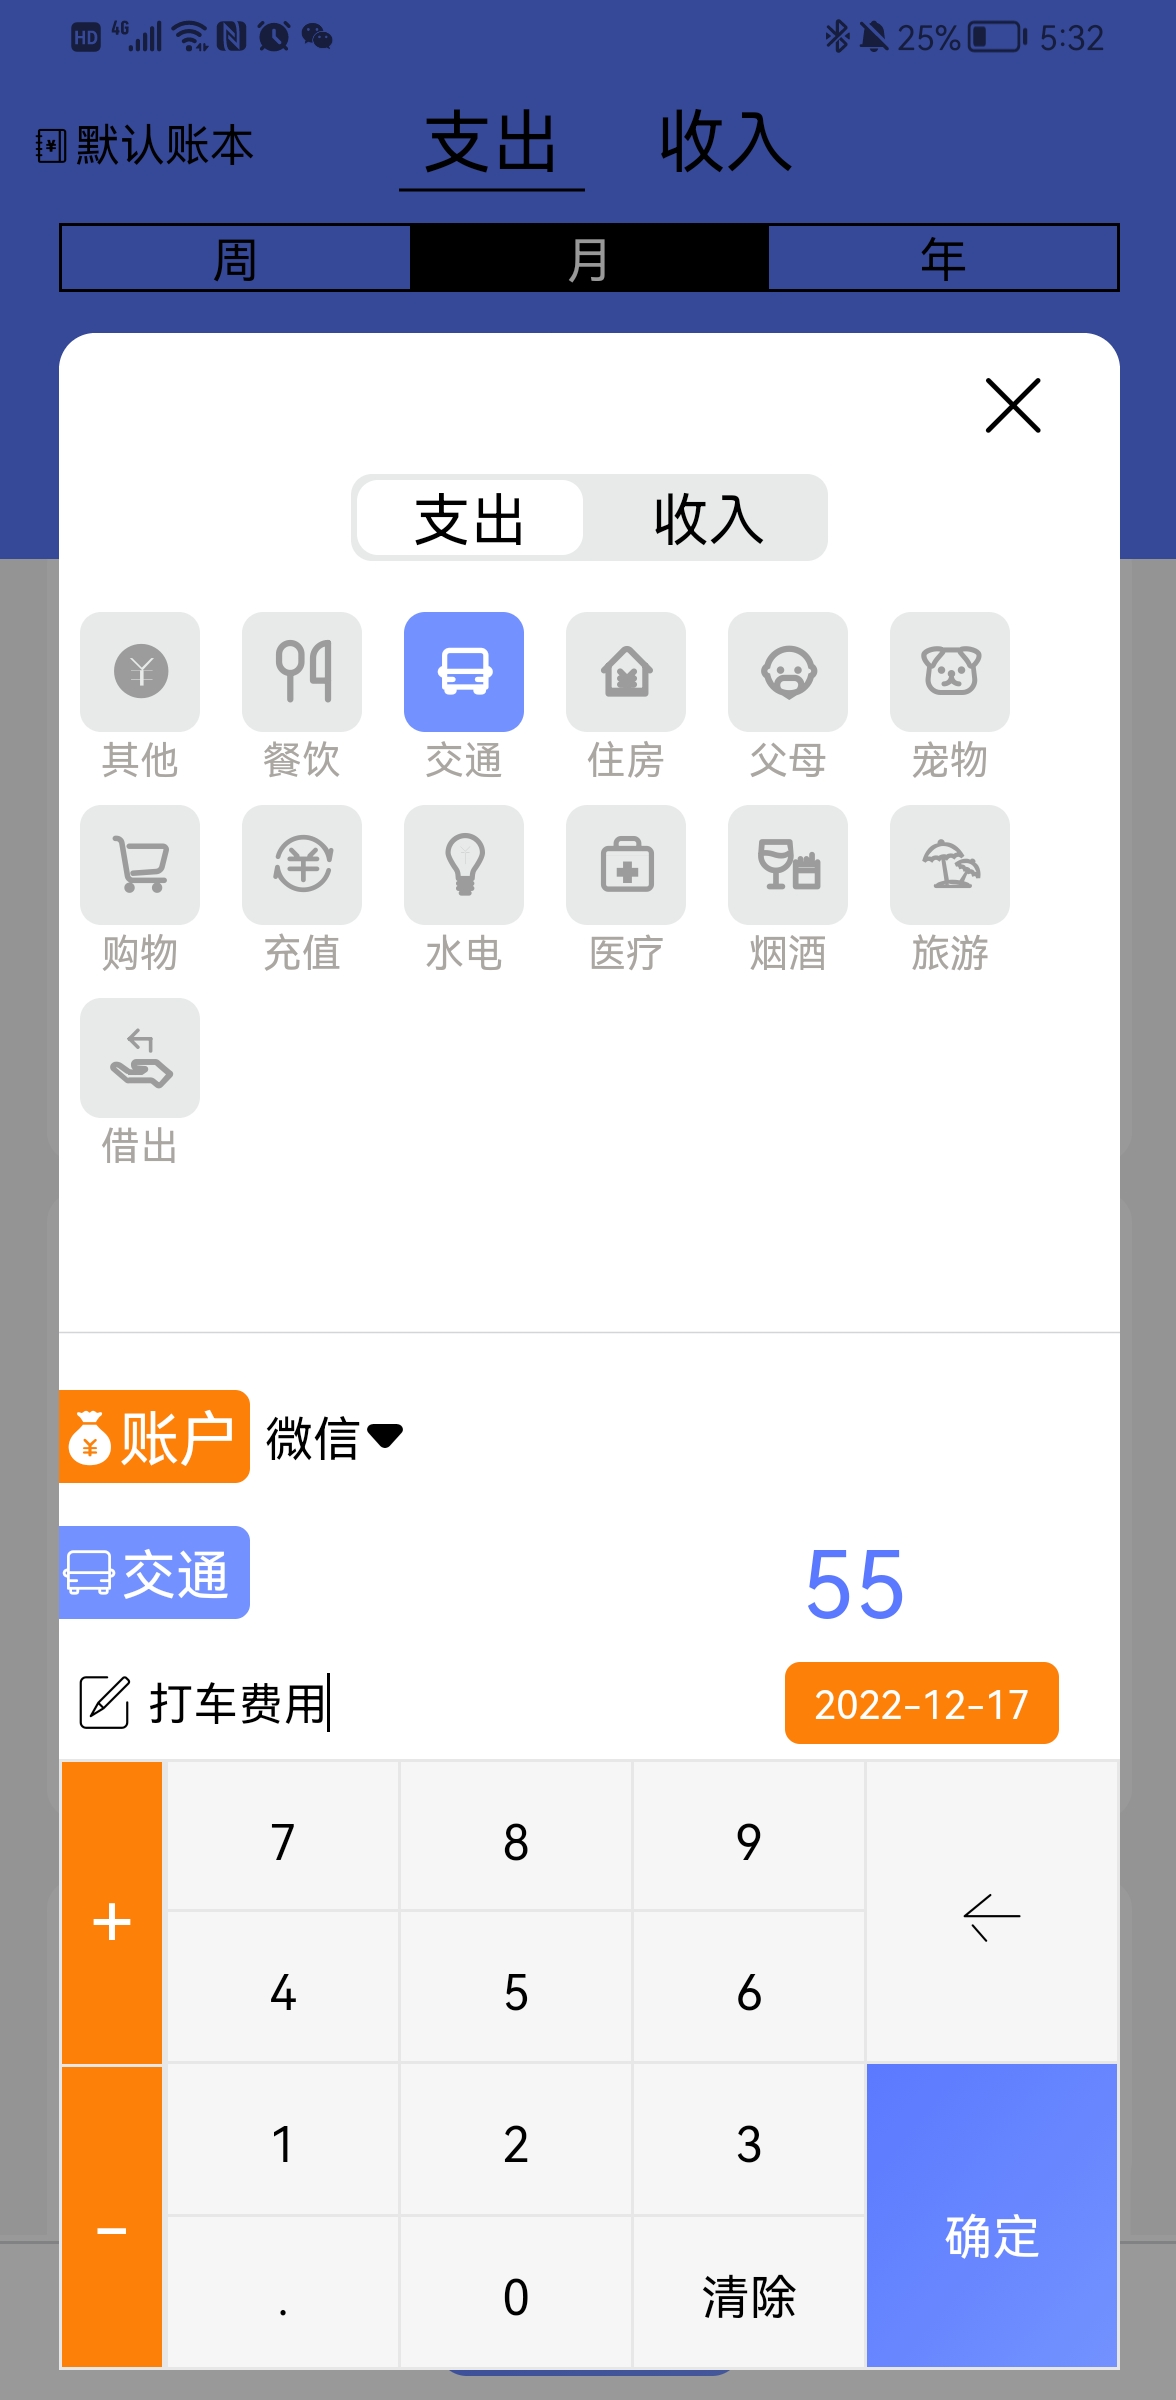 HD 4G 25% 5:32
默认账本 支出 收入
周 月 年
支出 收入
其他 餐饮 交通 住房 父母 宠物
购物 充值 水电 医疗 烟酒 旅游
借出
账户 微信
交通 55
打车费用 2022-12-17
7 8 9
+
4 5 6
1 2 3
-
确定
. 0 清除